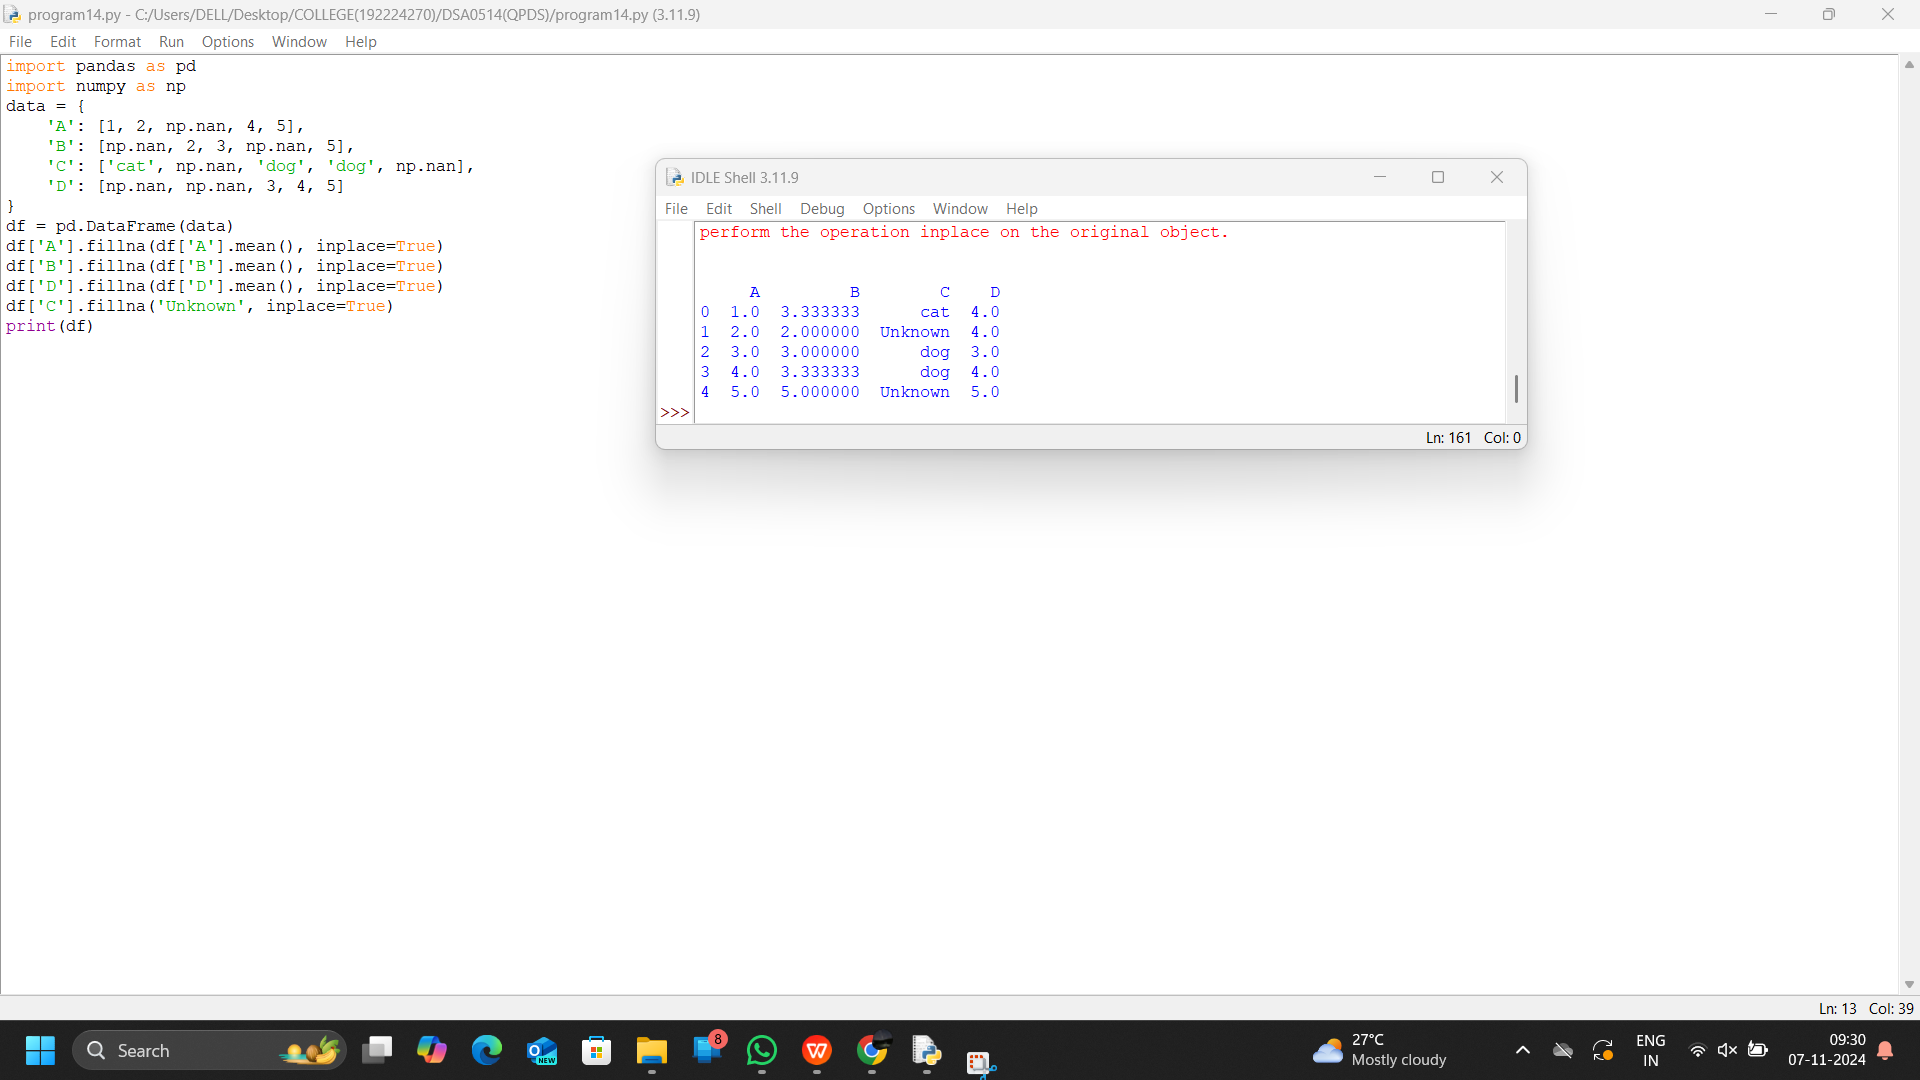 program14.py - C:/Users/DELL/Desktop/COLLEGE(192224270)/DSA0514(QPDS)/program14.py (3.11.9)
File Edit Format Run Options Window Help
import pandas as pd
import numpy as np
data = {
    'A': [1, 2, np.nan, 4, 5],
    'B': [np.nan, 2, 3, np.nan, 5],
    'C': ['cat', np.nan, 'dog', 'dog', np.nan],
    'D': [np.nan, np.nan, 3, 4, 5]
}
df = pd.DataFrame(data)
df['A'].fillna(df['A'].mean(), inplace=True)
df['B'].fillna(df['B'].mean(), inplace=True)
df['D'].fillna(df['D'].mean(), inplace=True)
df['C'].fillna('Unknown', inplace=True)
print(df)
IDLE Shell 3.11.9
File Edit Shell Debug Options Window Help
perform the operation inplace on the original object.
     A         B        C    D
0  1.0  3.333333      cat  4.0
1  2.0  2.000000  Unknown  4.0
2  3.0  3.000000      dog  3.0
3  4.0  3.333333      dog  4.0
4  5.0  5.000000  Unknown  5.0
>>>
Ln: 161 Col: 0
Ln: 13 Col: 39
Search
NEW
8
27°C
Mostly cloudy
ENG
IN
09:30
07-11-2024